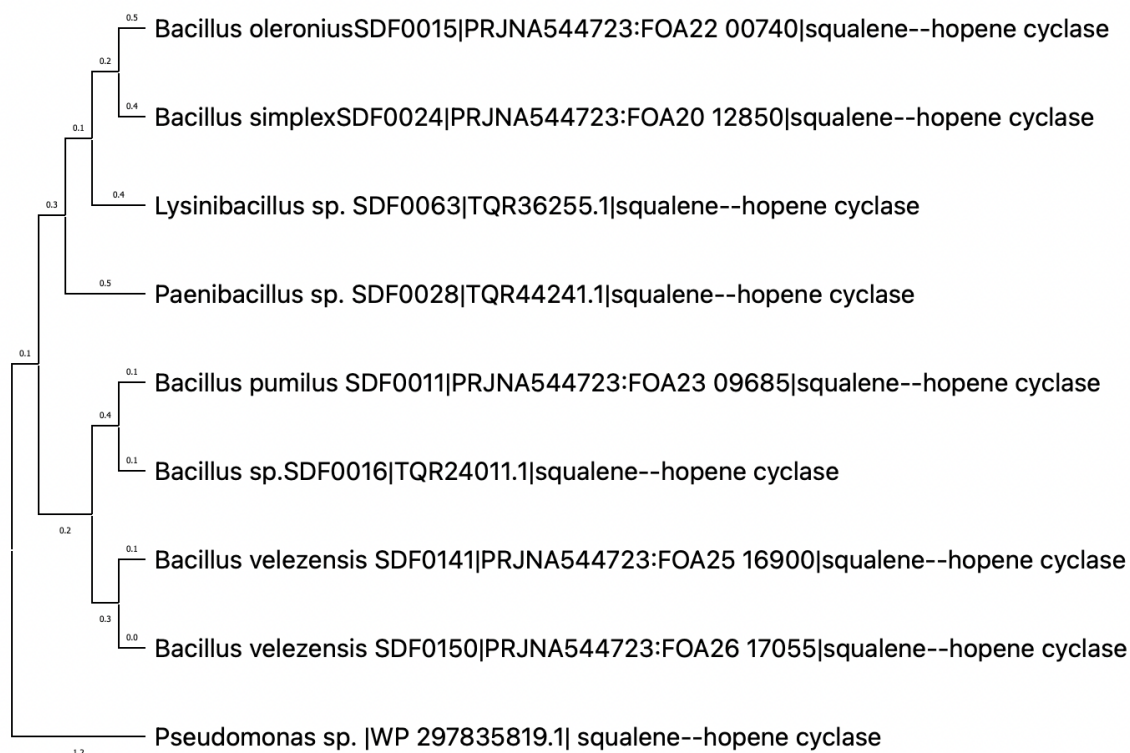 0.5
Bacillus oleroniusSDF0015|PRJNA544723:FOA22 00740|squalene--hopene cyclase
0.2
0.4
Bacillus simplexSDF0024|PRJNA544723:FOA20 12850|squalene--hopene cyclase
0.1
0.4
Lysinibacillus sp. SDF0063|TQR36255.1|squalene--hopene cyclase
0.3
0.5
Paenibacillus sp. SDF0028|TQR44241.1|squalene--hopene cyclase
0.1
0.1
Bacillus pumilus SDF0011|PRJNA544723:FOA23 09685|squalene--hopene cyclase
0.4
0.1
Bacillus sp.SDF0016|TQR24011.1|squalene--hopene cyclase
0.2
0.1
Bacillus velezensis SDF0141|PRJNA544723:FOA25 16900|squalene--hopene cyclase
0.3
0.0
Bacillus velezensis SDF0150|PRJNA544723:FOA26 17055|squalene--hopene cyclase
Pseudomonas sp. |WP 297835819.1| squalene--hopene cyclase